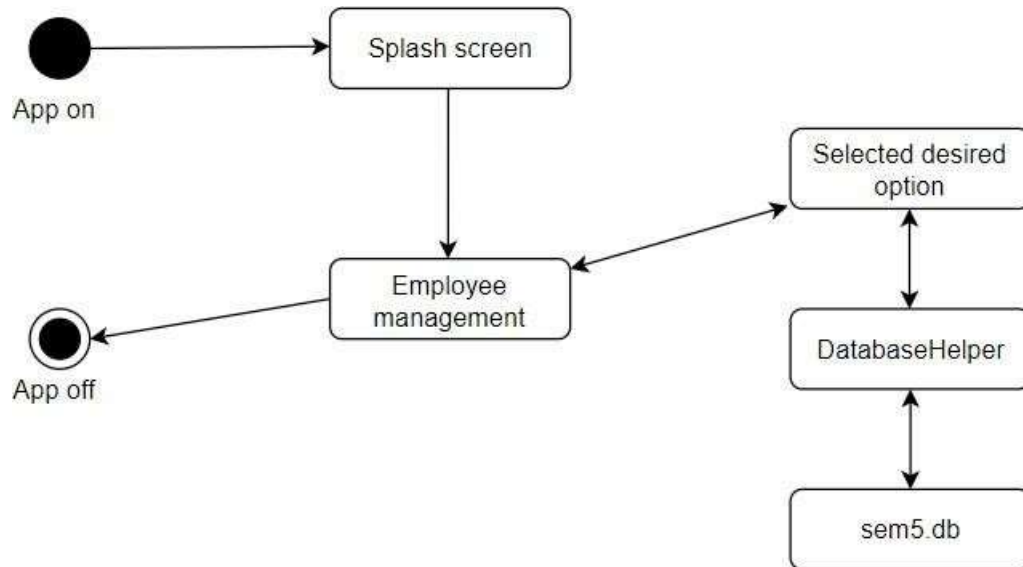 Splash screen
App on
Selected desired
option
Employee
management
DatabaseHelper
App off
sem5.db